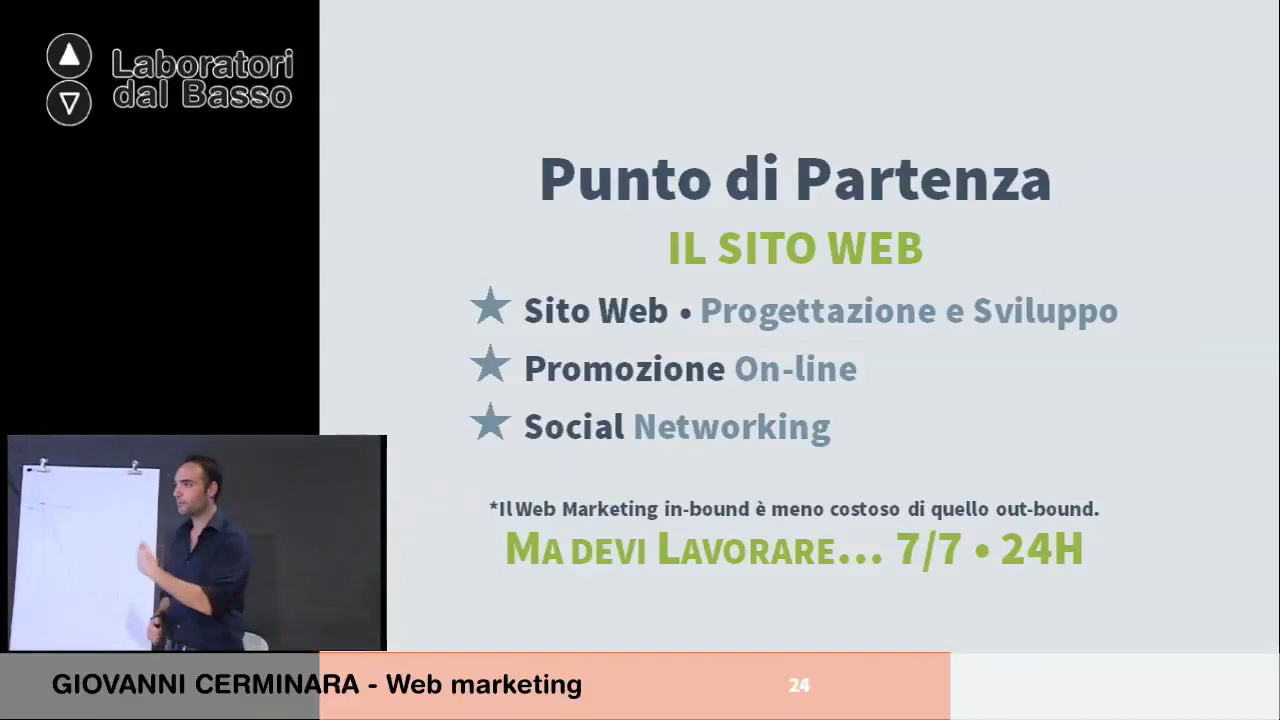 Laboratori
dal Basso
Punto di Partenza
IL SITO WEB
★ Sito Web • Progettazione e Sviluppo
★ Promozione On-line
★ Social Networking
*Il Web Marketing in-bound è meno costoso di quello out-bound.
MA DEVI LAVORARE... 7/7 • 24H
GIOVANNI CERMINARA - Web marketing
24